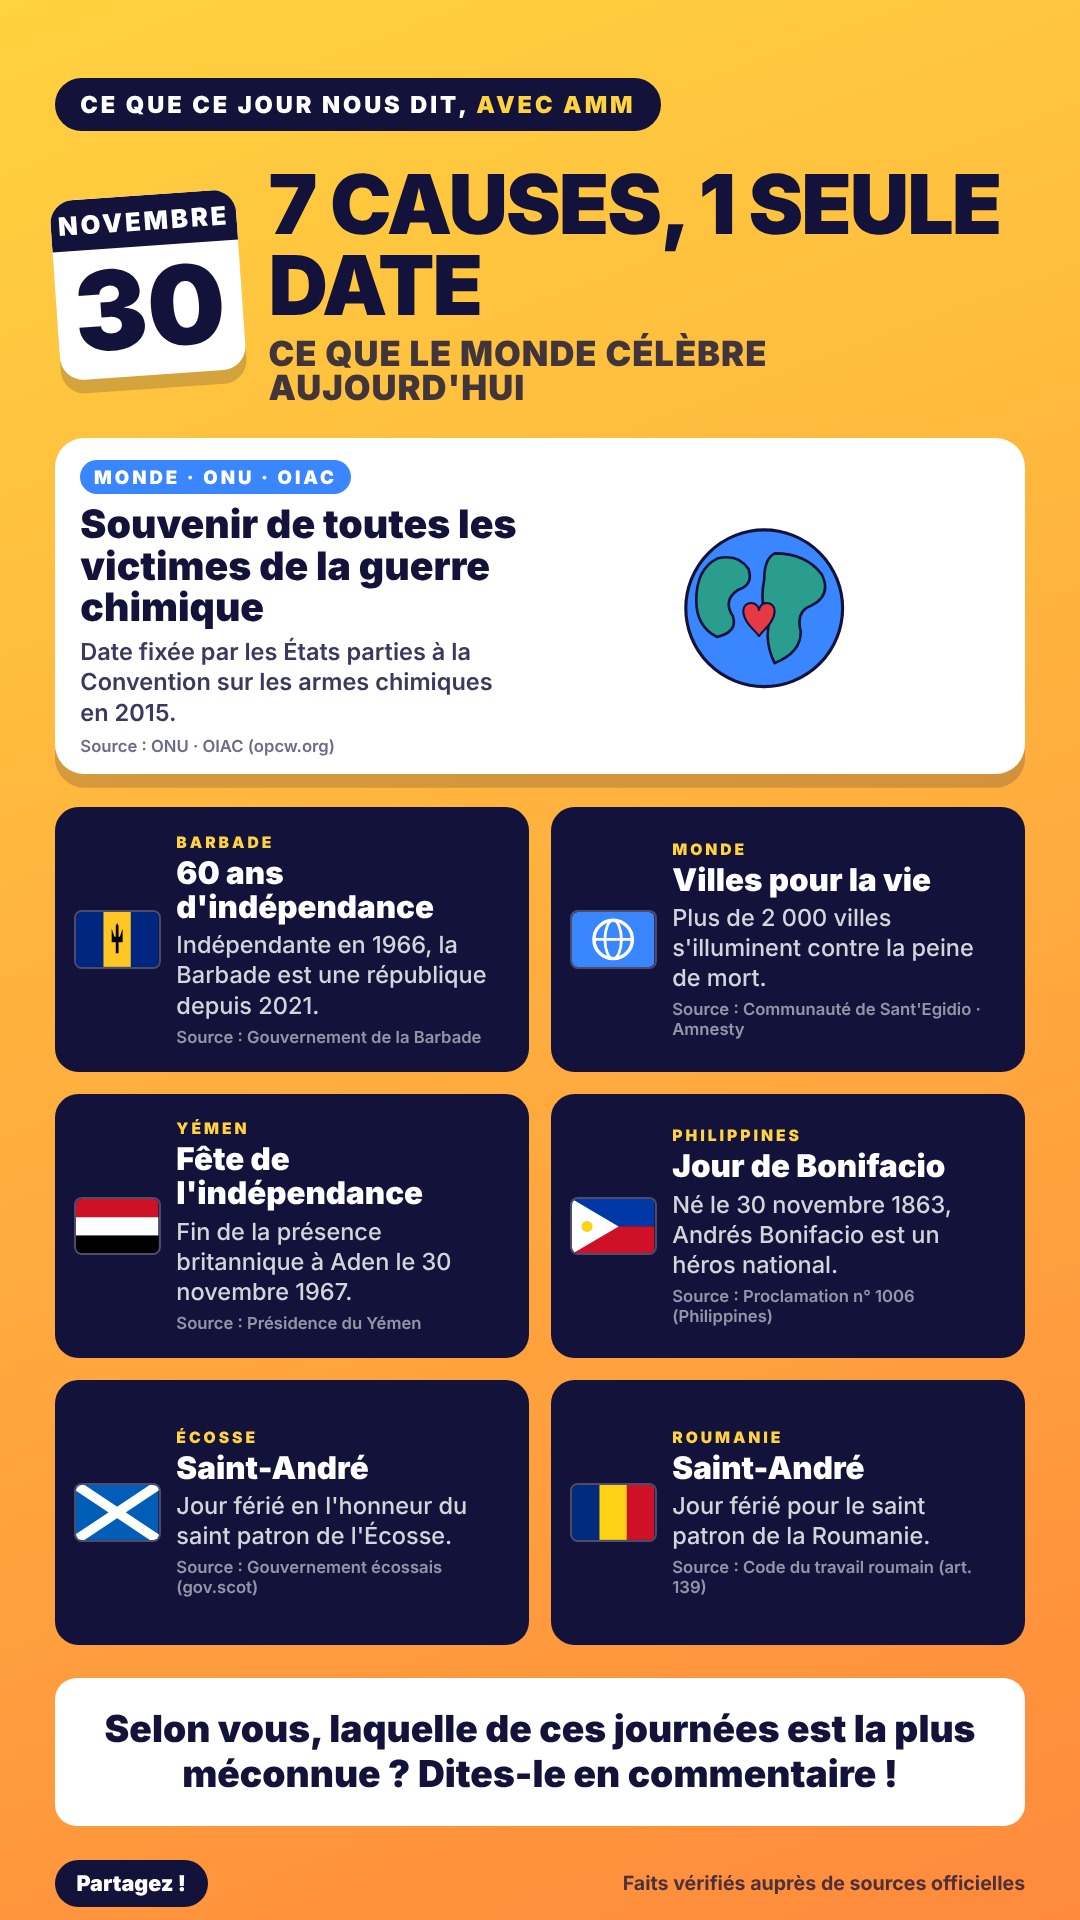 CE QUE CE JOUR NOUS DIT, AVEC AMM
NOVEMBRE
30
7 CAUSES, 1 SEULE
DATE
CE QUE LE MONDE CÉLÈBRE
AUJOURD'HUI
MONDE · ONU · OIAC
Souvenir de toutes les
victimes de la guerre
chimique
Date fixée par les États parties à la
Convention sur les armes chimiques
en 2015.
Source : ONU · OIAC (opcw.org)
BARBADE
60 ans
d'indépendance
Indépendante en 1966, la
Barbade est une république
depuis 2021.
Source : Gouvernement de la Barbade
MONDE
Villes pour la vie
Plus de 2 000 villes
s'illuminent contre la peine
de mort.
Source : Communauté de Sant'Egidio ·
Amnesty
YÉMEN
Fête de
l'indépendance
Fin de la présence
britannique à Aden le 30
novembre 1967.
Source : Présidence du Yémen
PHILIPPINES
Jour de Bonifacio
Né le 30 novembre 1863,
Andrés Bonifacio est un
héros national.
Source : Proclamation n° 1006
(Philippines)
ÉCOSSE
Saint-André
Jour férié en l'honneur du
saint patron de l'Écosse.
Source : Gouvernement écossais
(gov.scot)
ROUMANIE
Saint-André
Jour férié pour le saint
patron de la Roumanie.
Source : Code du travail roumain (art.
139)
Selon vous, laquelle de ces journées est la plus
méconnue ? Dites-le en commentaire !
Partagez !
Faits vérifiés auprès de sources officielles